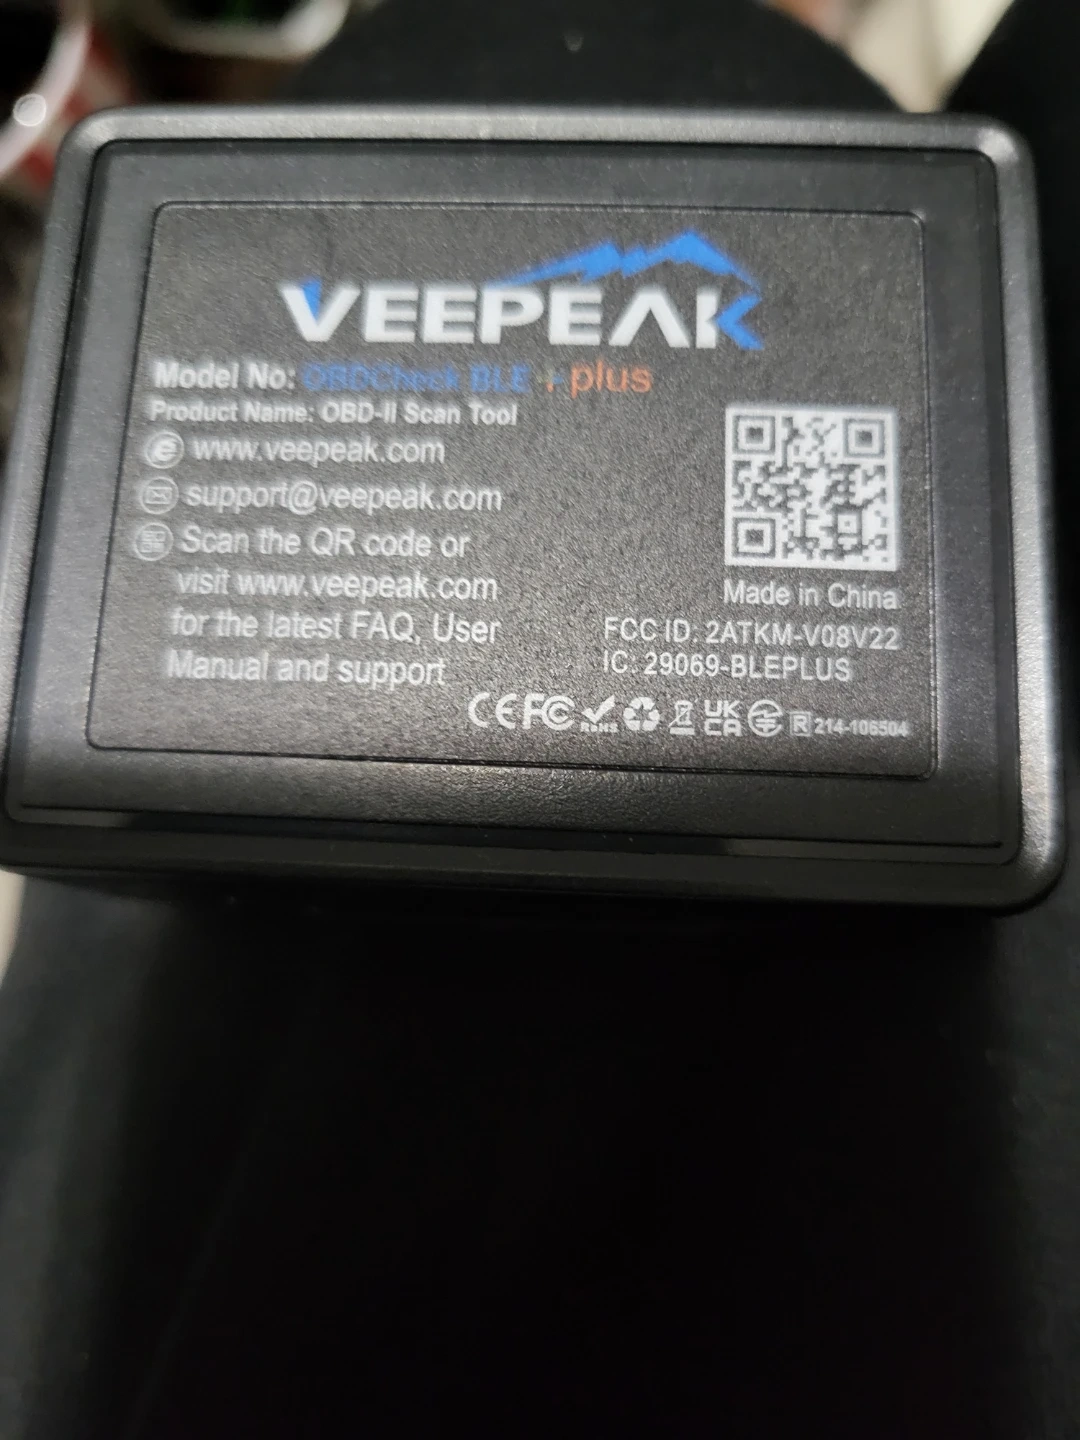 VEEPEAK
Model No: OBDCheck BLE + plus
Product Name: OBD-II Scan Tool
www.veepeak.com
support@veepeak.com
Scan the QR code or
visit www.veepeak.com
for the latest FAQ, User
Manual and support
Made in China
FCC ID: 2ATKM-V08V22
IC: 29069-BLEPLUS
CE FC RoHS UK CA R 214-106504